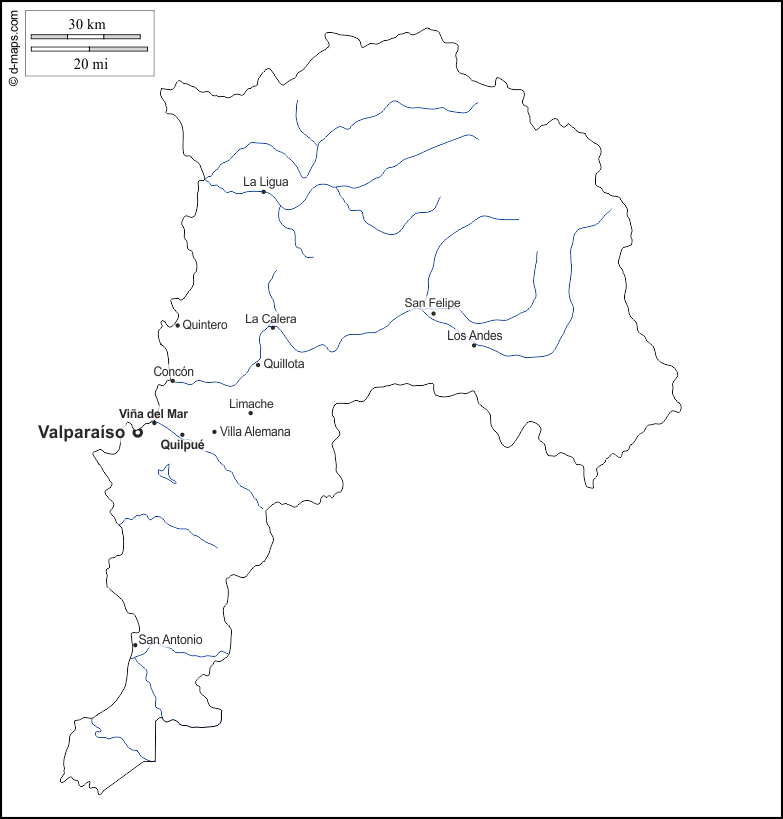 30 km
20 mi
© d-maps.com
La Ligua
San Felipe
La Calera
Quintero
Los Andes
Quillota
Concón
Limache
Viña del Mar
Valparaíso
Villa Alemana
Quilpué
San Antonio